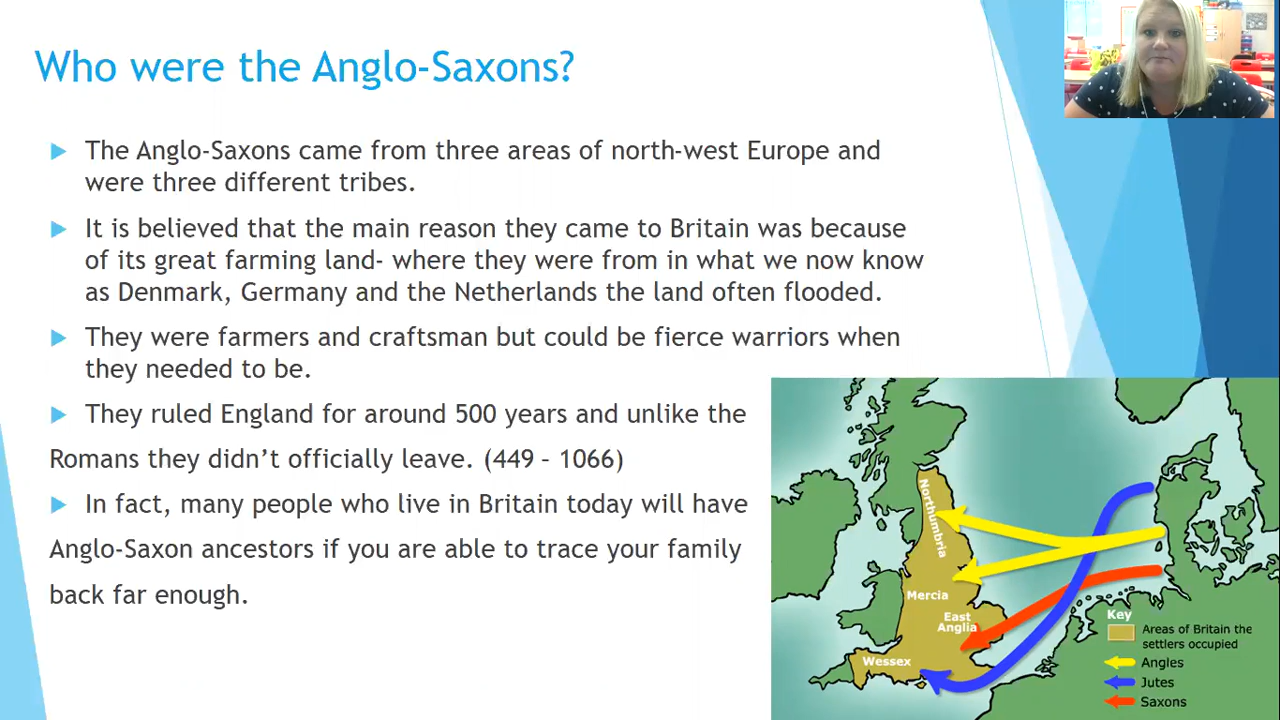 Who were the Anglo-Saxons?
The Anglo-Saxons came from three areas of north-west Europe and
were three different tribes.
It is believed that the main reason they came to Britain was because
of its great farming land- where they were from in what we now know
as Denmark, Germany and the Netherlands the land often flooded.
They were farmers and craftsman but could be fierce warriors when
they needed to be.
They ruled England for around 500 years and unlike the
Romans they didn't officially leave. (449 – 1066)
In fact, many people who live in Britain today will have
Anglo-Saxon ancestors if you are able to trace your family
back far enough.
Northumbria
Mercia
East
Anglia
Wessex
Key
Areas of Britain the
settlers occupied
Angles
Jutes
Saxons